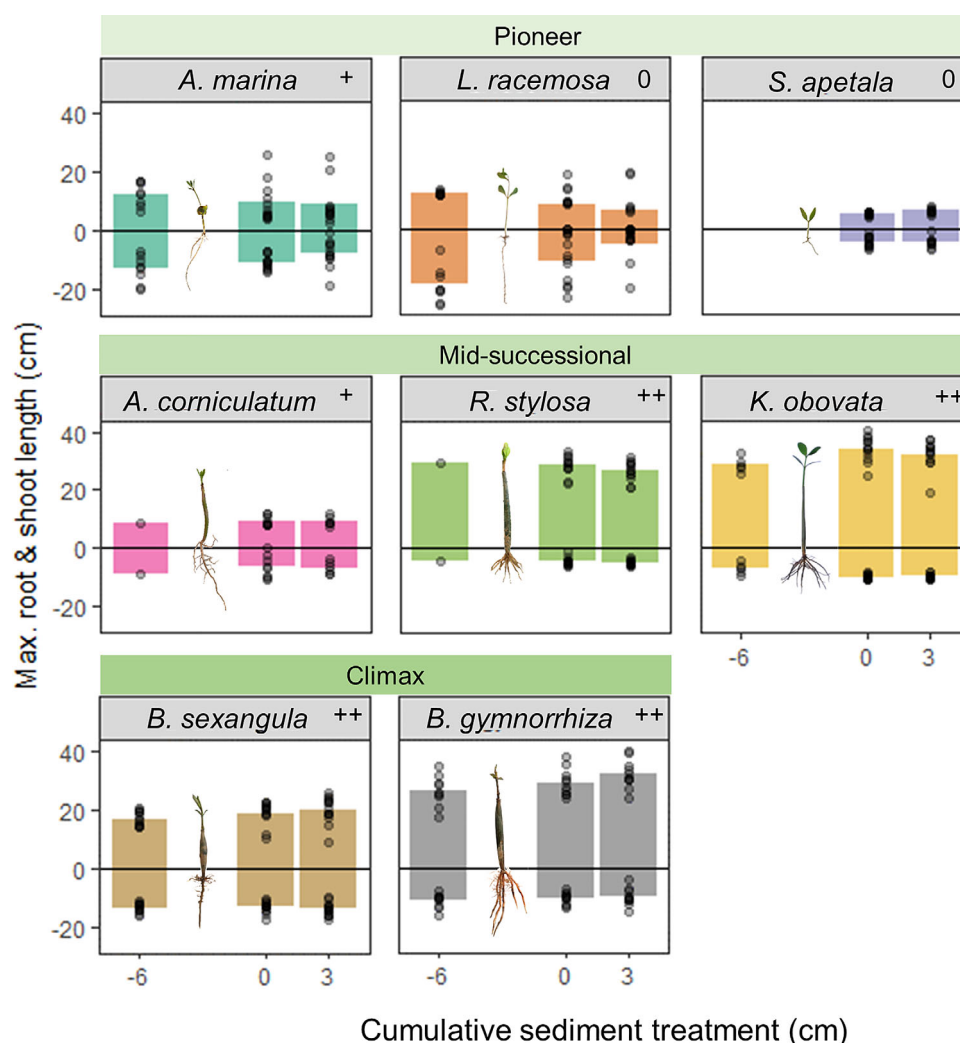 Pioneer
A. marina +
L. racemosa 0
S. apetala 0
40
20
0
-20
Max. root & shoot length (cm)
Mid-successional
A. corniculatum +
R. stylosa ++
K. obovata ++
40
20
0
-20
-6 0 3
Climax
B. sexangula ++
B. gymnorrhiza ++
40
20
0
-20
-6 0 3
-6 0 3
Cumulative sediment treatment (cm)